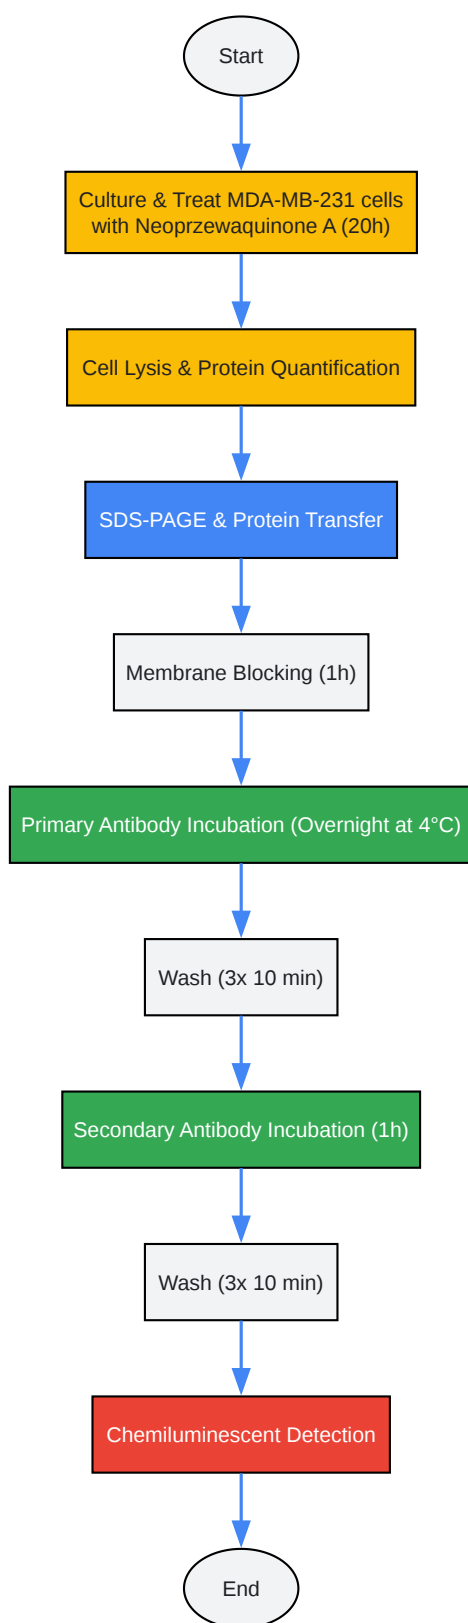 Start
Culture & Treat MDA-MB-231 cells
with Neoprzewaquinone A (20h)
Cell Lysis & Protein Quantification
SDS-PAGE & Protein Transfer
Membrane Blocking (1h)
Primary Antibody Incubation (Overnight at 4°C)
Wash (3x 10 min)
Secondary Antibody Incubation (1h)
Wash (3x 10 min)
Chemiluminescent Detection
End